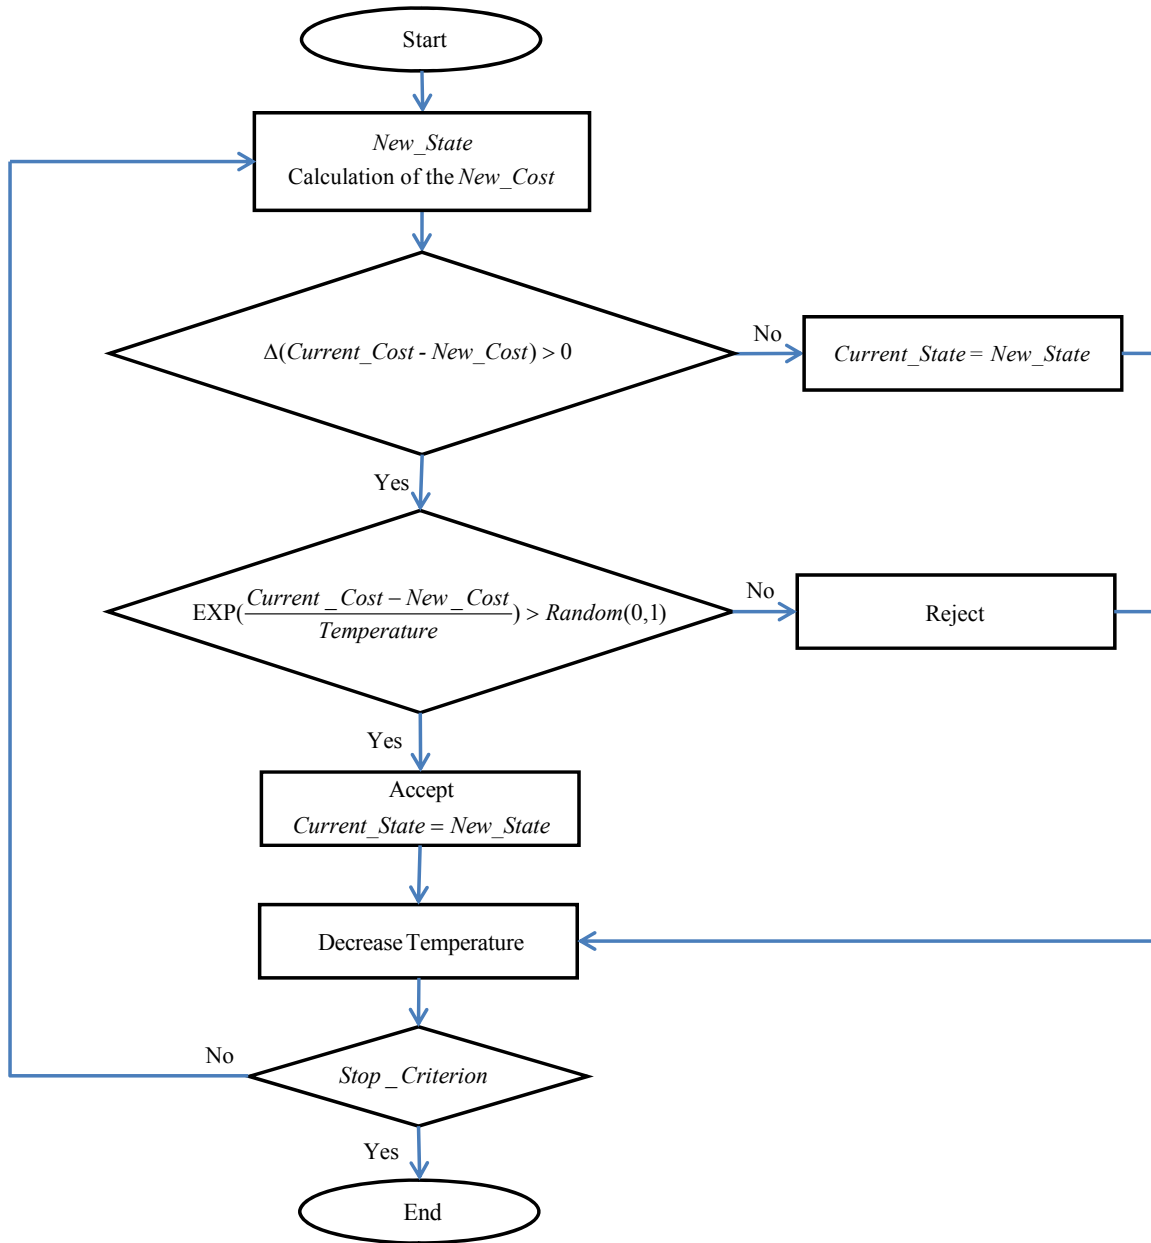 Start
New_State
Calculation of the New_Cost
Δ(Current_Cost - New_Cost) > 0
No
Current_State = New_State
Yes
EXP(Current_Cost − New_Cost / Temperature) > Random(0,1)
No
Reject
Yes
Accept
Current_State = New_State
Decrease Temperature
No
Stop_Criterion
Yes
End